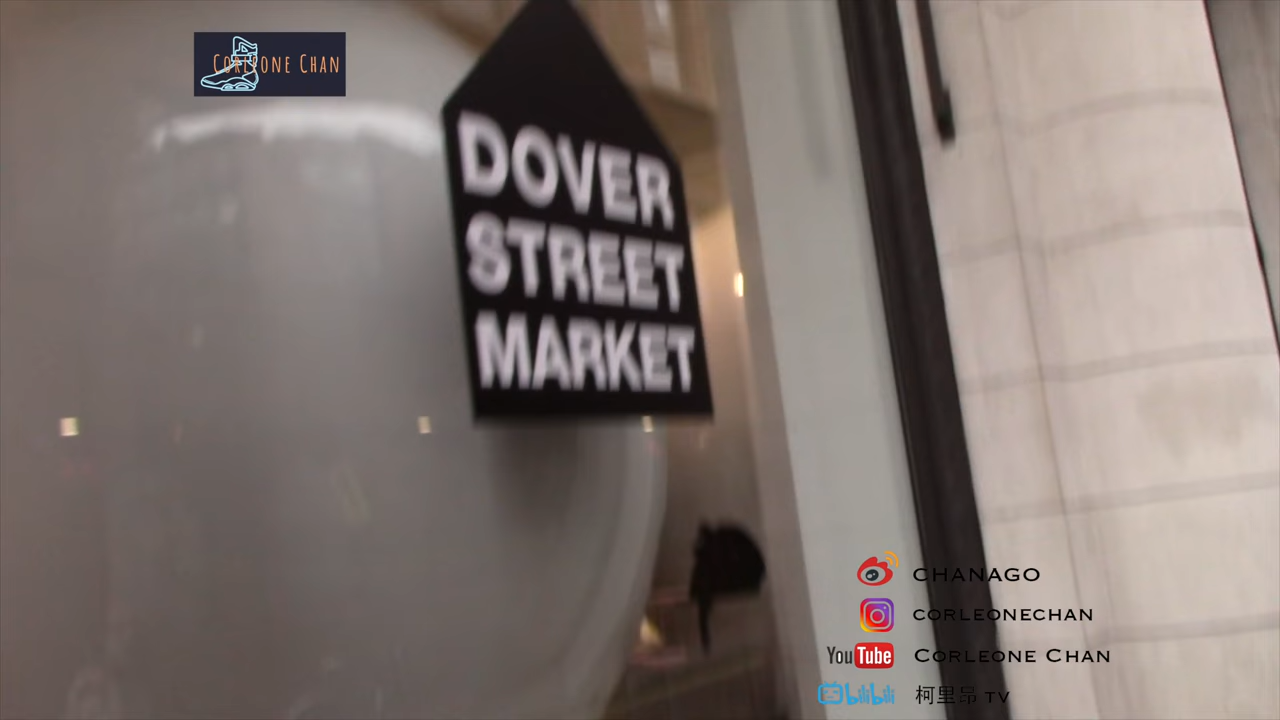 Corleone Chan
DOVER
STREET
MARKET
CHANAGO
CORLEONECHAN
YouTube Corleone Chan
bilibili 柯里昂 TV